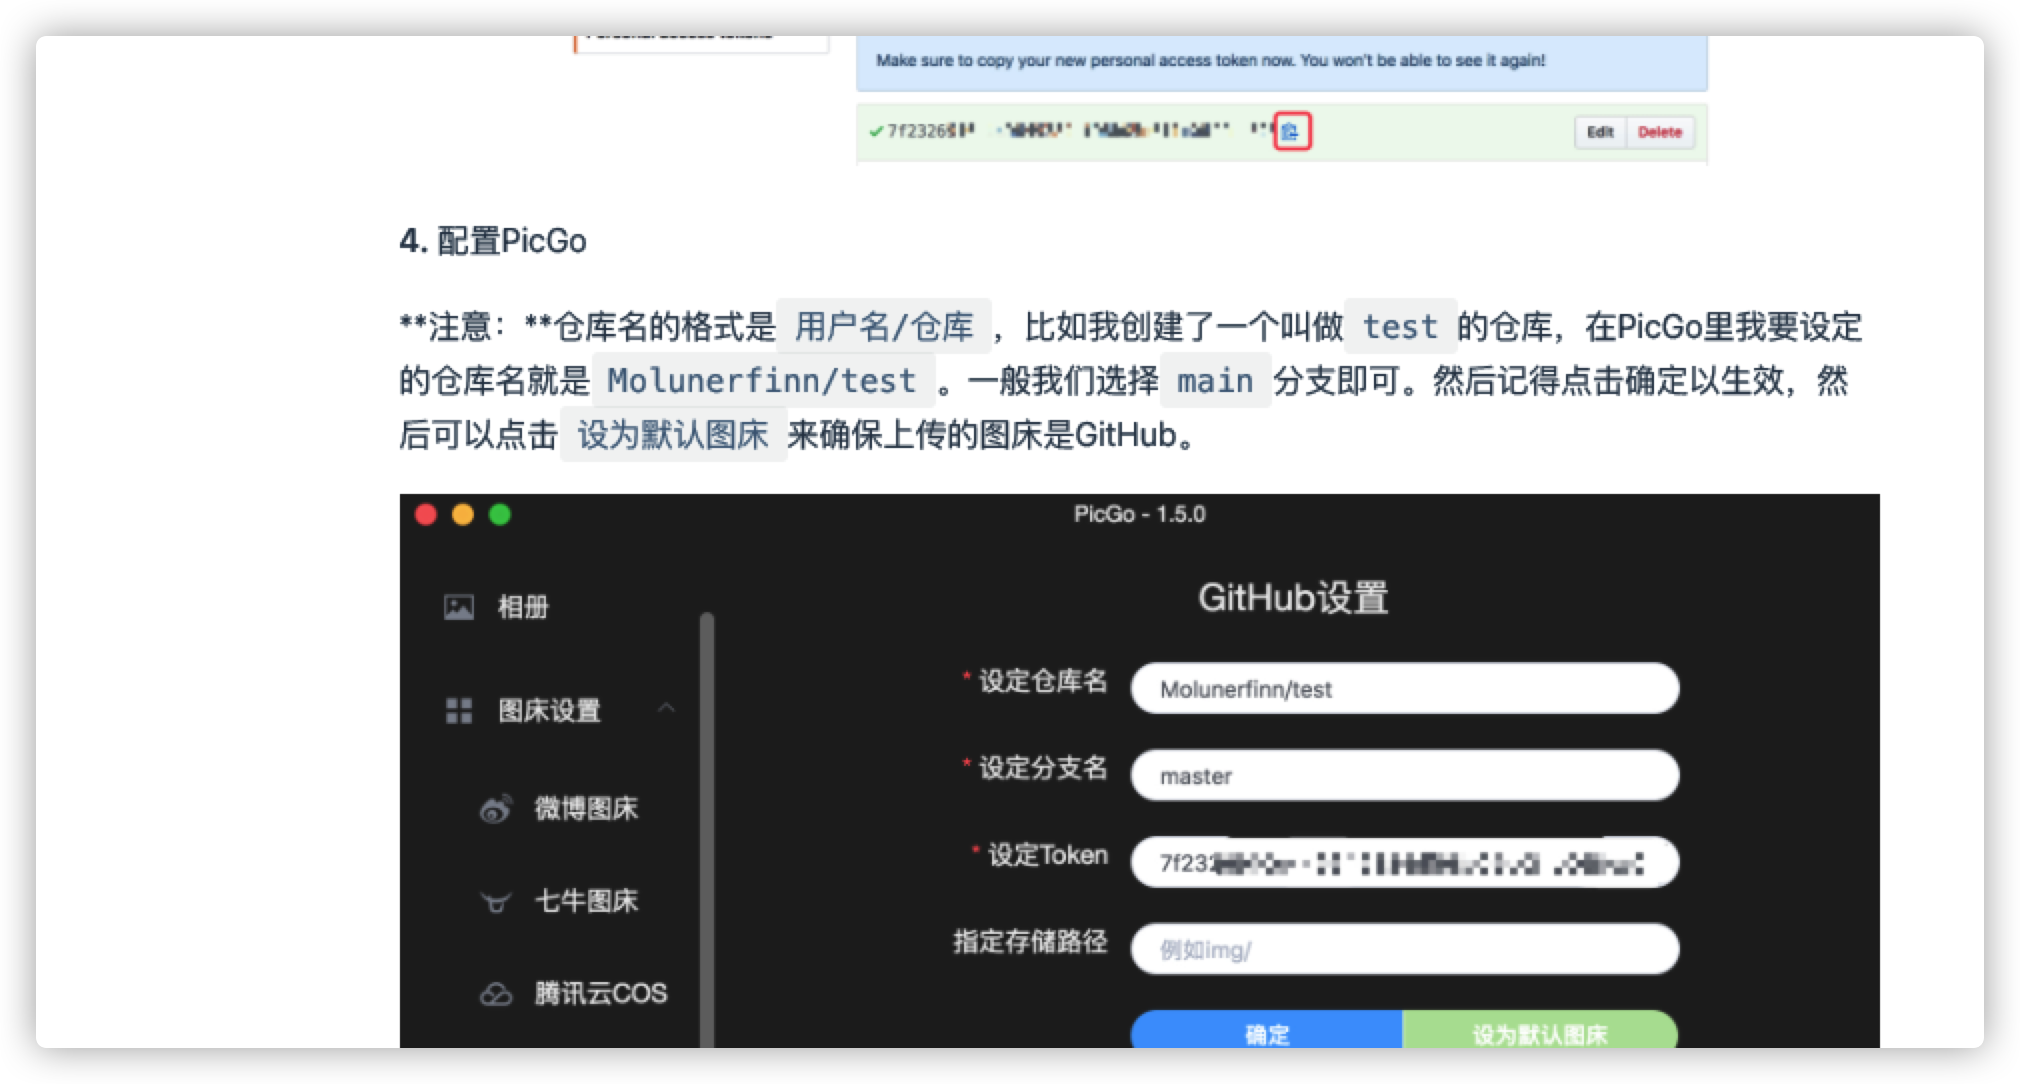 Make sure to copy your new personal access token now. You won't be able to see it again!
7f2326
Edit Delete
4. 配置PicGo
**注意：**仓库名的格式是 用户名/仓库 ，比如我创建了一个叫做 test 的仓库，在PicGo里我要设定
的仓库名就是 Molunerfinn/test 。一般我们选择 main 分支即可。然后记得点击确定以生效，然
后可以点击 设为默认图床 来确保上传的图床是GitHub。
PicGo - 1.5.0
相册
图床设置
微博图床
七牛图床
腾讯云COS
GitHub设置
* 设定仓库名 Molunerfinn/test
* 设定分支名 master
* 设定Token 7f232
指定存储路径 例如img/
确定 设为默认图床